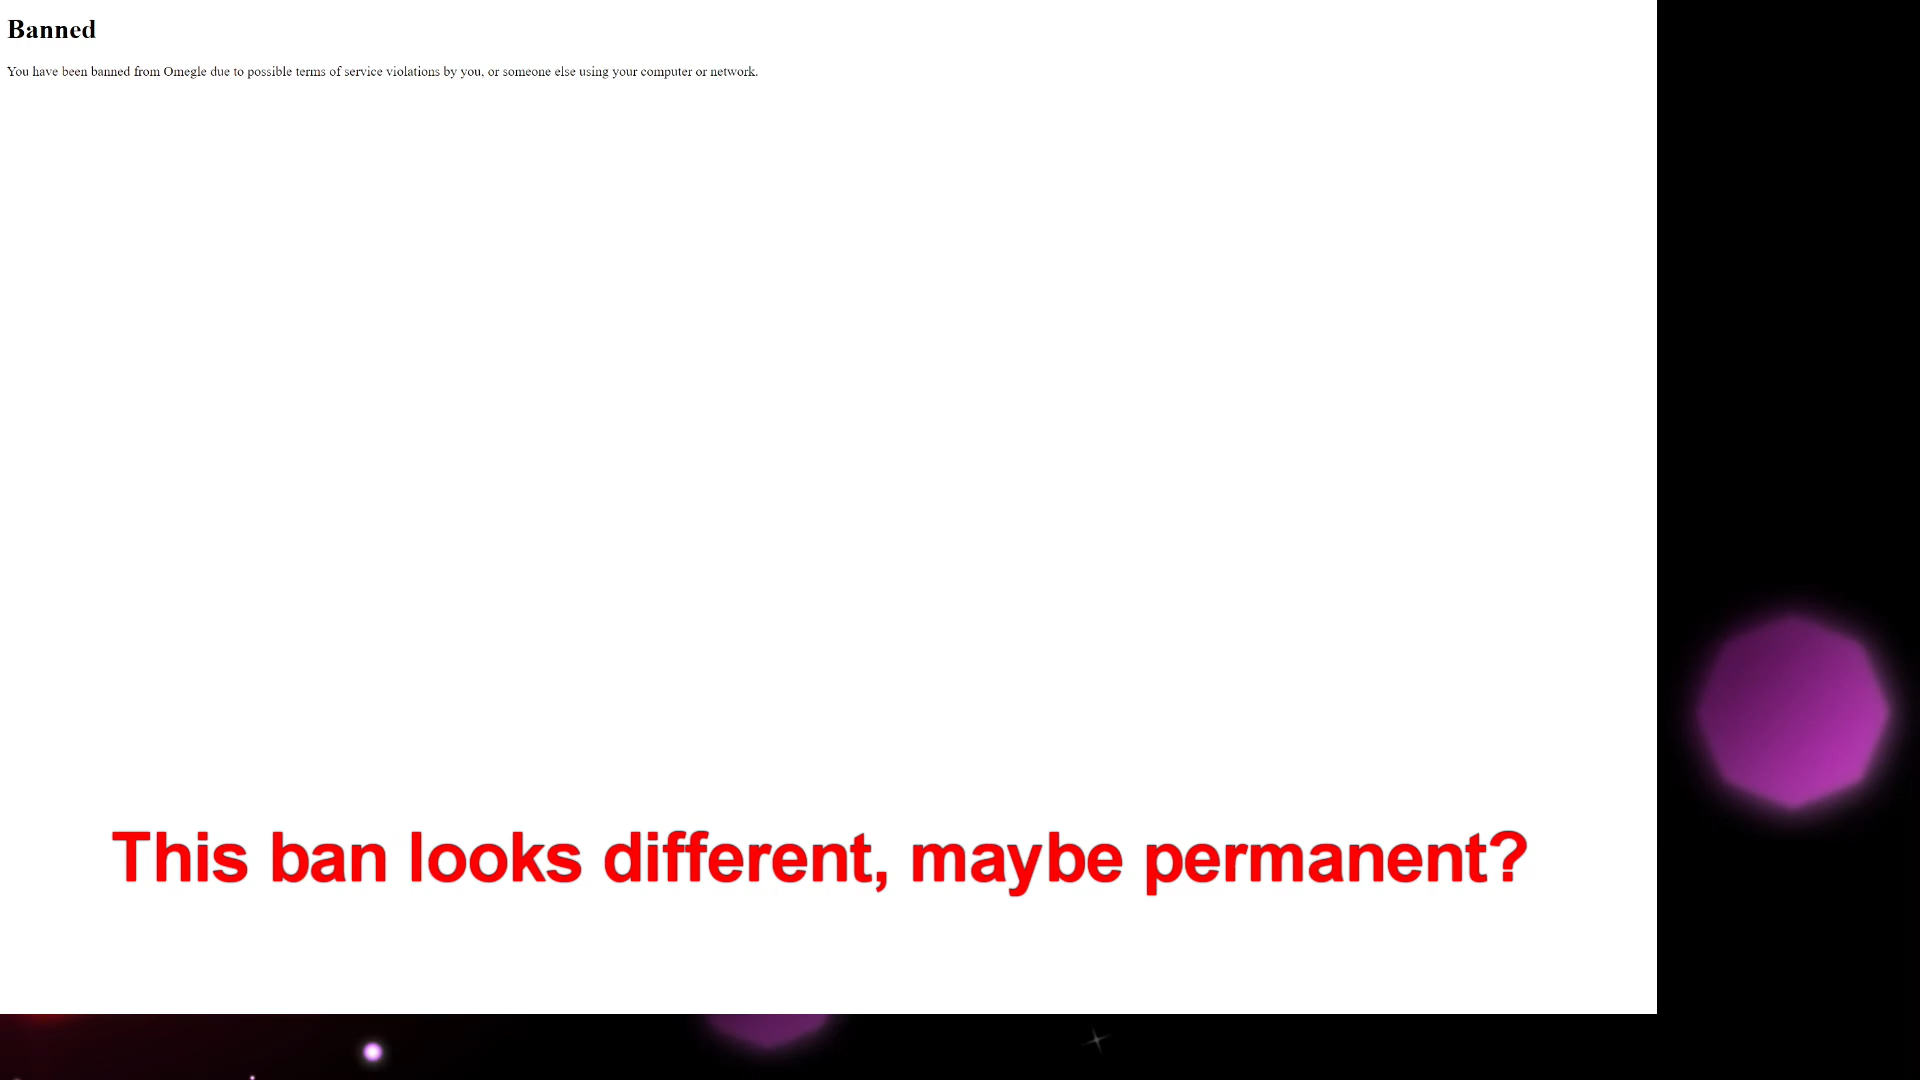 Banned
You have been banned from Omegle due to possible terms of service violations by you, or someone else using your computer or network.
This ban looks different, maybe permanent?